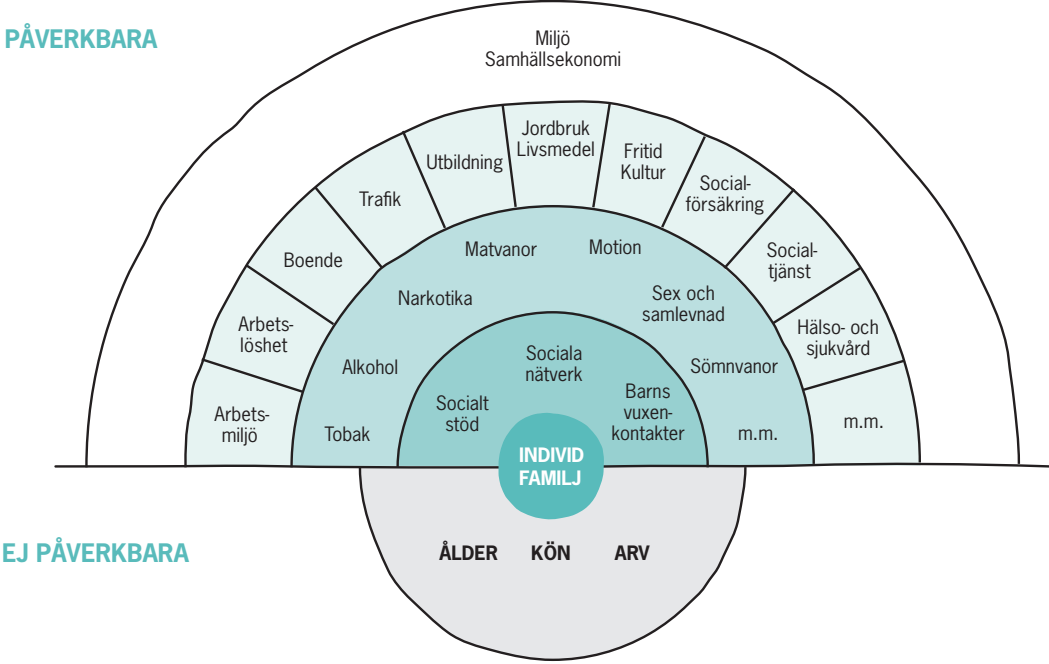 PÅVERKBARA
Miljö
Samhällsekonomi
Arbets-
miljö
Arbets-
löshet
Boende
Trafik
Utbildning
Jordbruk
Livsmedel
Fritid
Kultur
Social-
försäkring
Social-
tjänst
Hälso- och
sjukvård
m.m.
Tobak
Alkohol
Narkotika
Matvanor
Motion
Sex och
samlevnad
Sömnvanor
m.m.
Socialt
stöd
Sociala
nätverk
Barns
vuxen-
kontakter
INDIVID
FAMILJ
EJ PÅVERKBARA
ÅLDER KÖN ARV